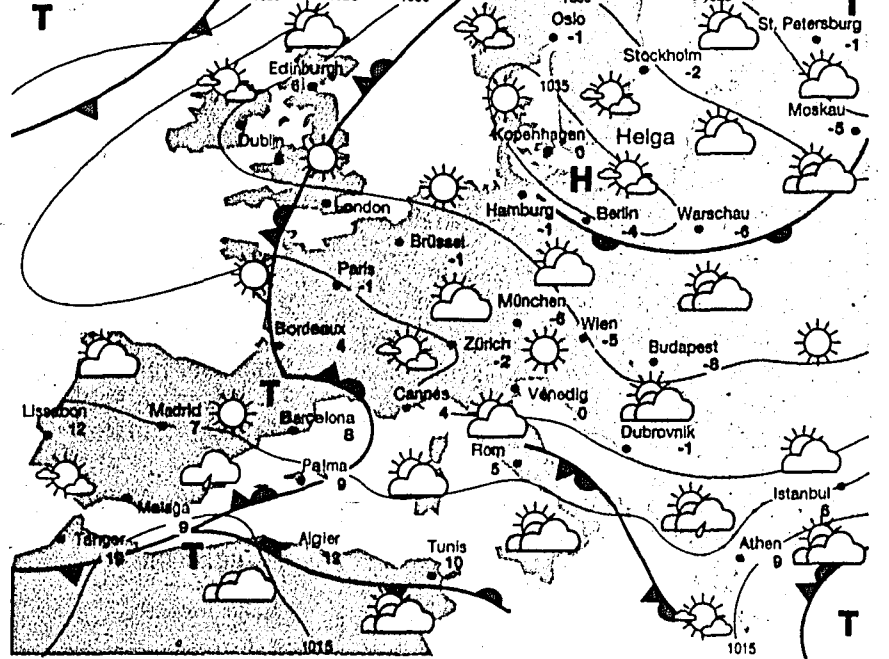 T
Oslo
-1
St. Petersburg
-1
Stockholm
-2
Edinburgh
6
1035
Moskau
-5
Dublin
Kopenhagen
0
Helga
H
London
Hamburg
-1
Berlin
-4
Warschau
-6
Brüssel
-1
Paris
-1
München
-6
Bordeaux
4
Zürich
-2
Wien
-5
Budapest
-8
T
Cannes
4
Venedig
0
Lissabon
12
Madrid
7
Barcelona
8
Dubrovnik
-1
Rom
5
Palma
9
Malaga
9
Istanbul
6
Tanger
T
Algier
12
Tunis
10
Athen
9
T
1015
1015